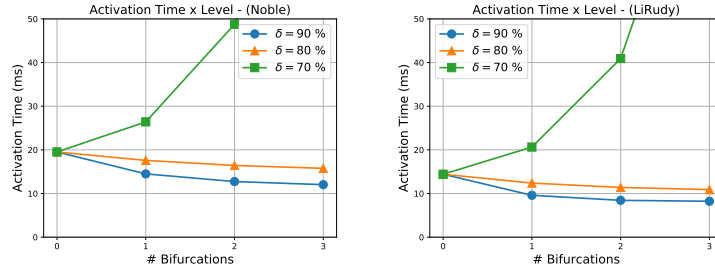 Activation Time x Level - (Noble)
50
40
30
20
10
0
Activation Time (ms)
δ = 90 %
δ = 80 %
δ = 70 %
0 1 2 3
# Bifurcations
Activation Time x Level - (LiRudy)
50
40
30
20
10
0
Activation Time (ms)
δ = 90 %
δ = 80 %
δ = 70 %
0 1 2 3
# Bifurcations